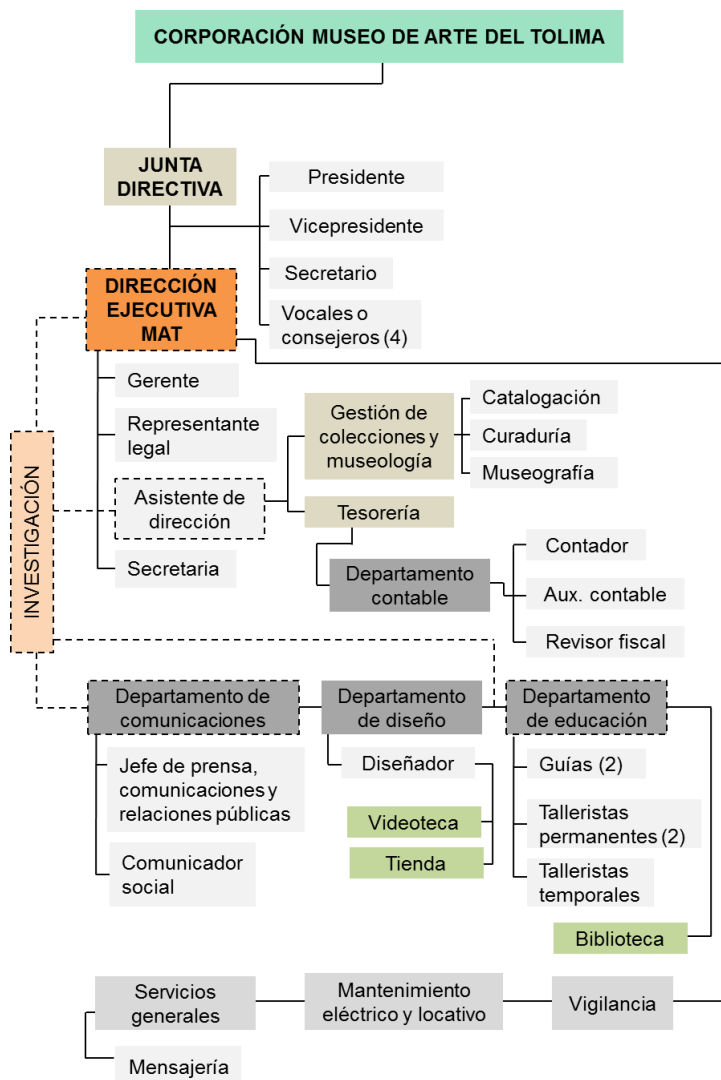 CORPORACIÓN MUSEO DE ARTE DEL TOLIMA
JUNTA
DIRECTIVA
Presidente
Vicepresidente
Secretario
Vocales o
consejeros (4)
DIRECCIÓN
EJECUTIVA
MAT
Gerente
Representante
legal
Asistente de
dirección
Secretaria
INVESTIGACIÓN
Gestión de
colecciones y
museología
Catalogación
Curaduría
Museografía
Tesorería
Departamento
contable
Contador
Aux. contable
Revisor fiscal
Departamento de
comunicaciones
Jefe de prensa,
comunicaciones y
relaciones públicas
Comunicador
social
Departamento
de diseño
Diseñador
Videoteca
Tienda
Departamento
de educación
Guías (2)
Talleristas
permanentes (2)
Talleristas
temporales
Biblioteca
Servicios
generales
Mensajería
Mantenimiento
eléctrico y locativo
Vigilancia